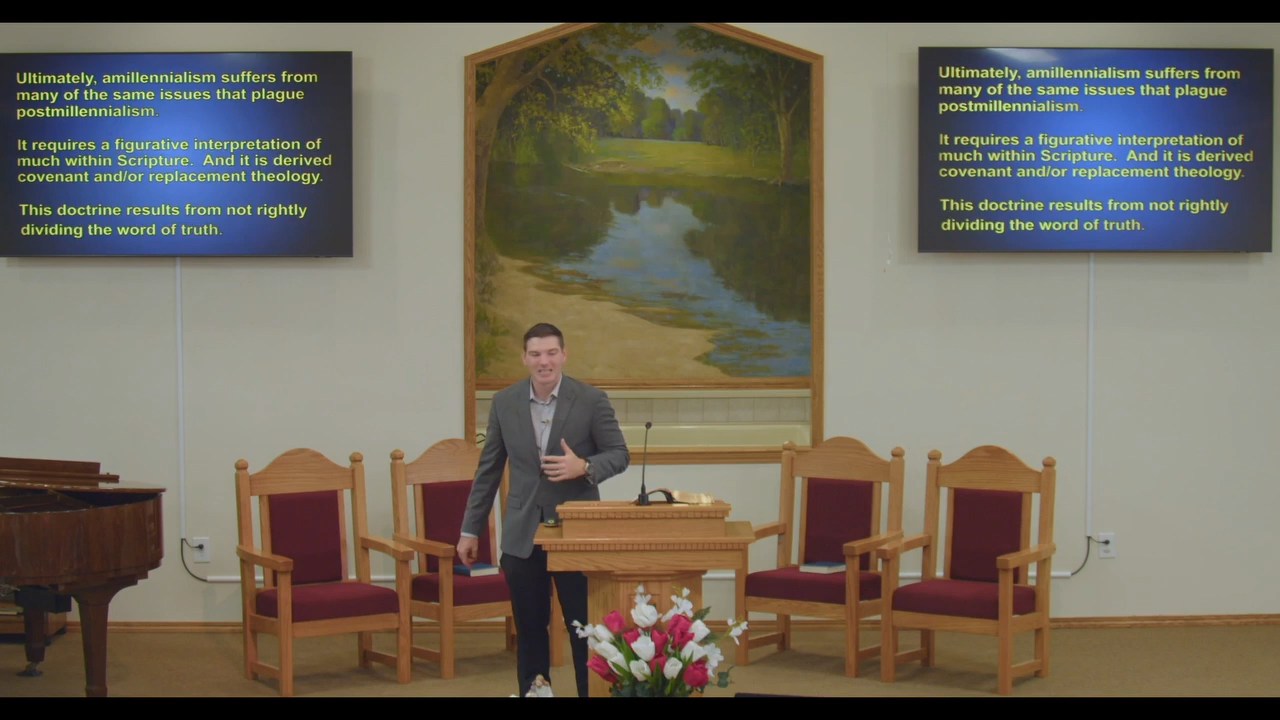 Ultimately, amillennialism suffers from
many of the same issues that plague
postmillennialism.
It requires a figurative interpretation of
much within Scripture. And it is derived
covenant and/or replacement theology.
This doctrine results from not rightly
dividing the word of truth.
Ultimately, amillennialism suffers from
many of the same issues that plague
postmillennialism.
It requires a figurative interpretation of
much within Scripture. And it is derived
covenant and/or replacement theology.
This doctrine results from not rightly
dividing the word of truth.